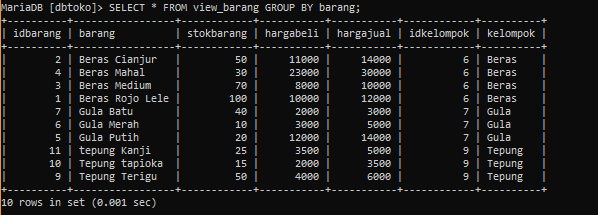 MariaDB [dbtoko]> SELECT * FROM view_barang GROUP BY barang;
+----------+-----------------+------------+-----------+-----------+------------+----------+
| idbarang | barang          | stokbarang | hargabeli | hargajual | idkelompok | kelompok |
+----------+-----------------+------------+-----------+-----------+------------+----------+
|        2 | Beras Cianjur   |         50 |     11000 |     14000 |          6 | Beras    |
|        4 | Beras Mahal     |         30 |     23000 |     30000 |          6 | Beras    |
|        3 | Beras Medium    |         70 |      8000 |     10000 |          6 | Beras    |
|        1 | Beras Rojo Lele |        100 |     10000 |     12000 |          6 | Beras    |
|        7 | Gula Batu       |         40 |      2000 |      3000 |          7 | Gula     |
|        6 | Gula Merah      |         10 |      3000 |      5000 |          7 | Gula     |
|        5 | Gula Putih      |         20 |     12000 |     14000 |          7 | Gula     |
|       11 | tepung Kanji    |         25 |      3500 |      5000 |          9 | Tepung   |
|       10 | Tepung tapioka  |         15 |      2000 |      3500 |          9 | Tepung   |
|        9 | Tepung Terigu   |         50 |      4000 |      6000 |          9 | Tepung   |
+----------+-----------------+------------+-----------+-----------+------------+----------+
10 rows in set (0.001 sec)